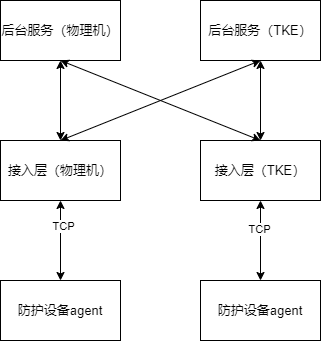 后台服务（物理机）
后台服务（TKE）
接入层（物理机）
接入层（TKE）
TCP
TCP
防护设备agent
防护设备agent